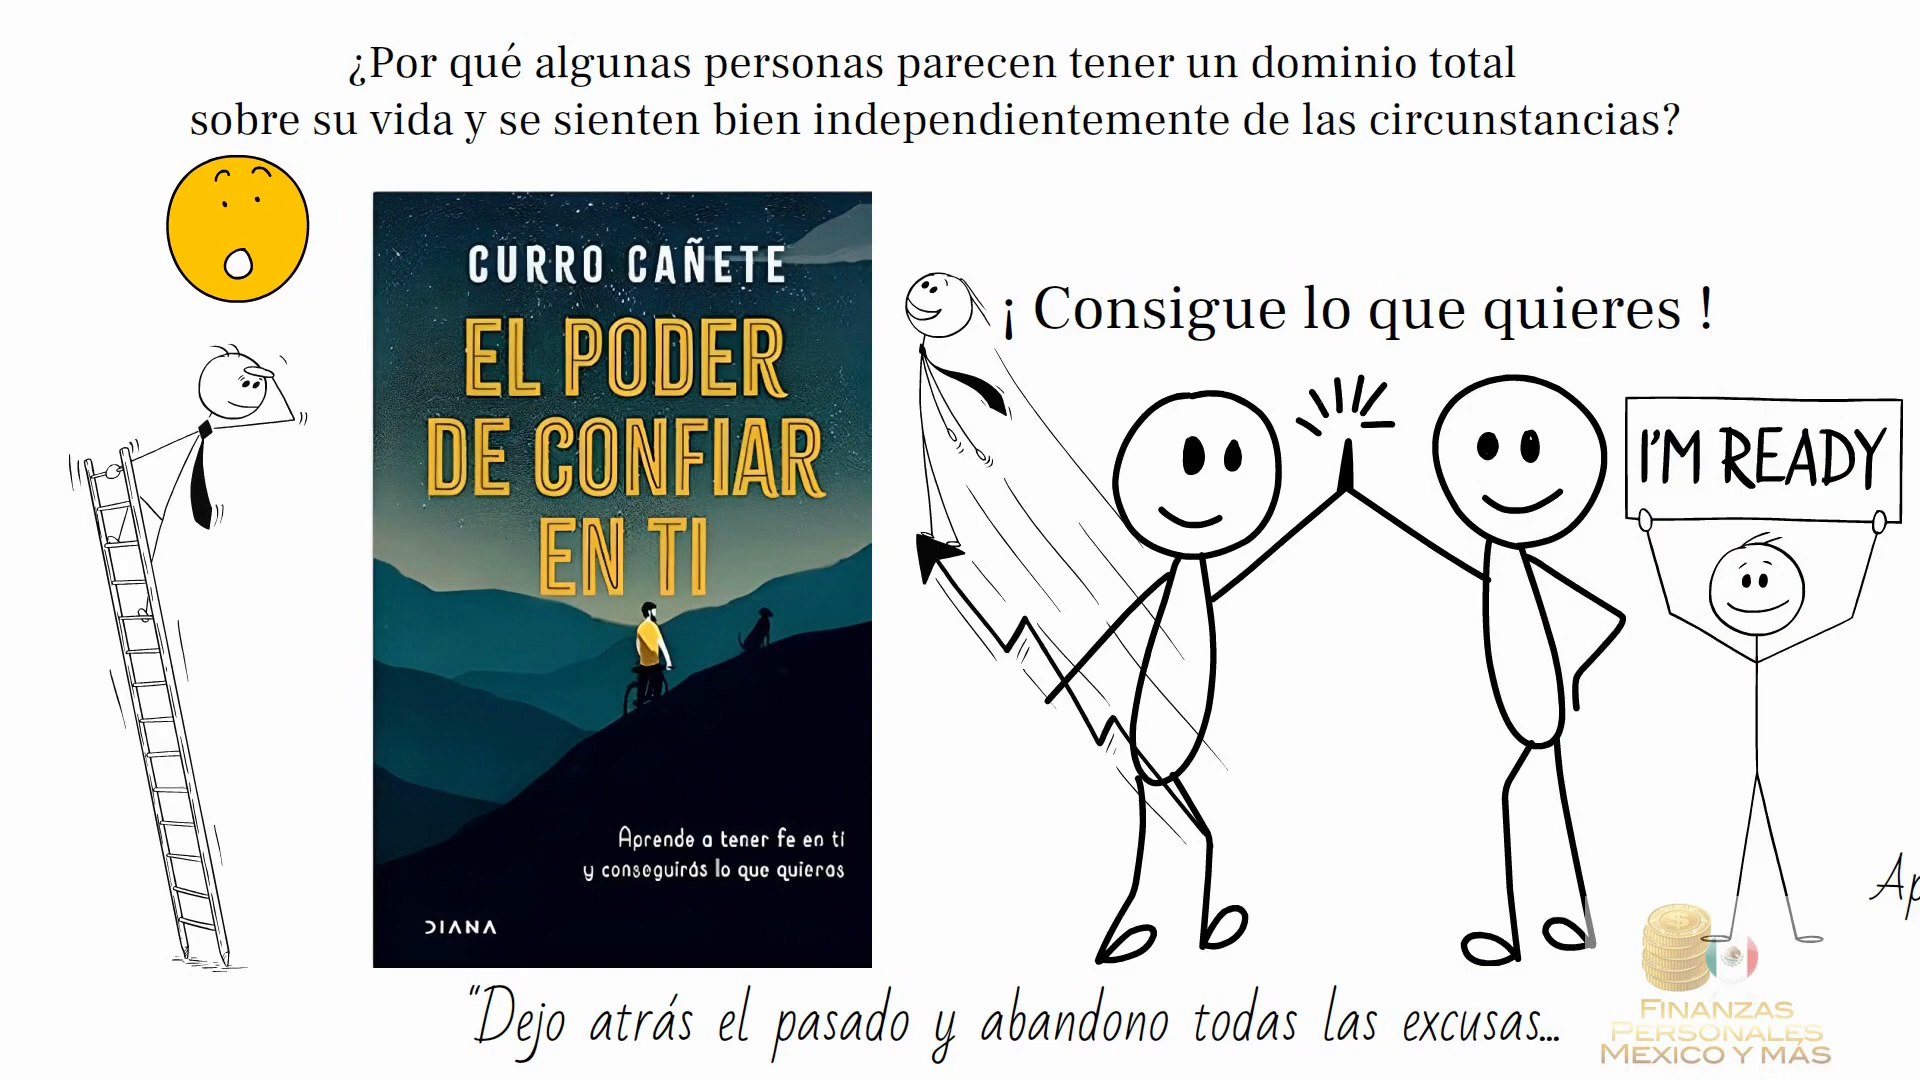 ¿Por qué algunas personas parecen tener un dominio total
sobre su vida y se sienten bien independientemente de las circunstancias?
CURRO CAÑETE
EL PODER
DE CONFIAR
EN TI
Aprende a tener fe en ti
y conseguirás lo que quieras
DIANA
¡ Consigue lo que quieres !
I'M READY
Ap
"Dejo atrás el pasado y abandono todas las excusas...
FINANZAS
PERSONALES
MEXICO Y MÁS